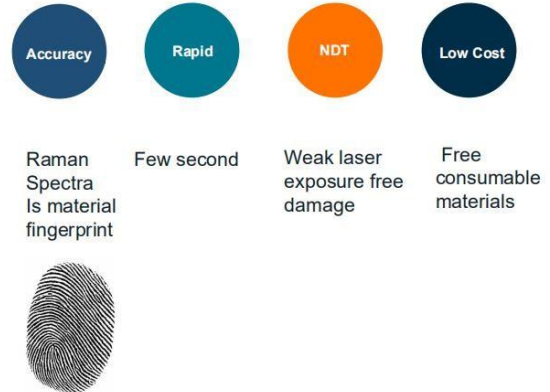 Accuracy
Rapid
NDT
Low Cost
Raman
Spectra
Is material
fingerprint
Few second
Weak laser
exposure free
damage
Free
consumable
materials